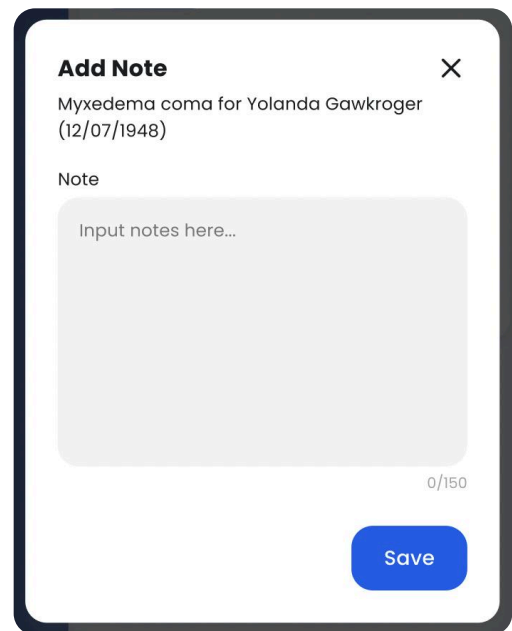 Add Note
Myxedema coma for Yolanda Gawkroger
(12/07/1948)
Note
Input notes here...
0/150
Save